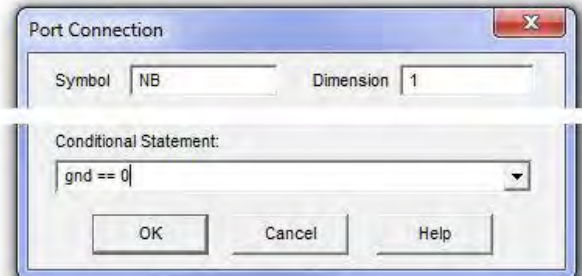 Port Connection
Symbol NB Dimension 1
Conditional Statement:
gnd == 0
OK Cancel Help